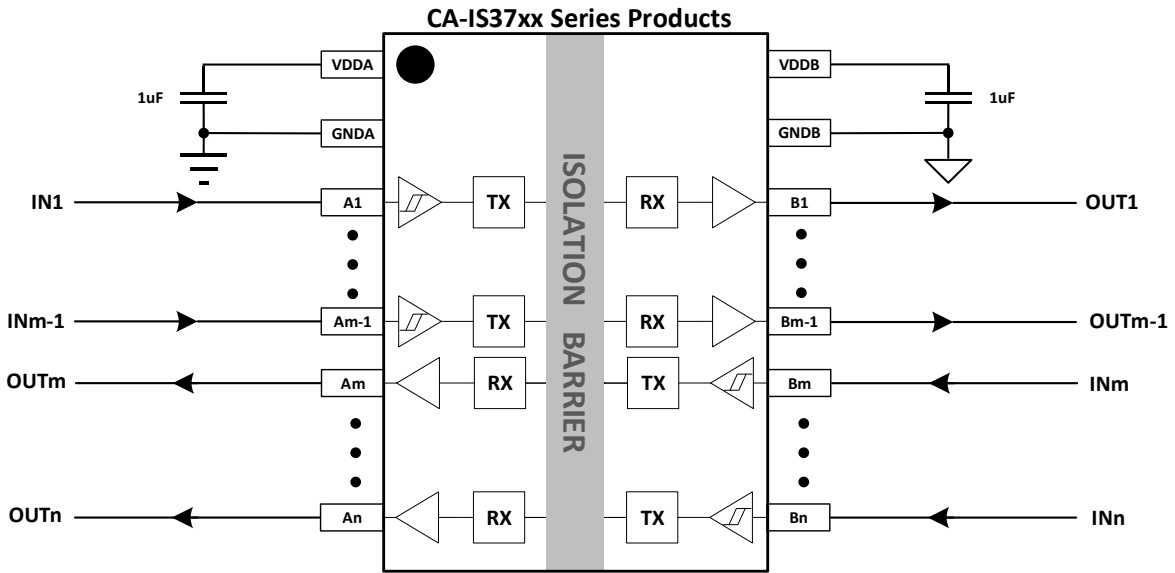 CA-IS37xx Series Products
VDDA
VDDB
1uF
1uF
GNDA
GNDB
ISOLATION BARRIER
IN1
A1
TX
RX
B1
OUT1
INm-1
Am-1
TX
RX
Bm-1
OUTm-1
OUTm
Am
RX
TX
Bm
INm
OUTn
An
RX
TX
Bn
INn